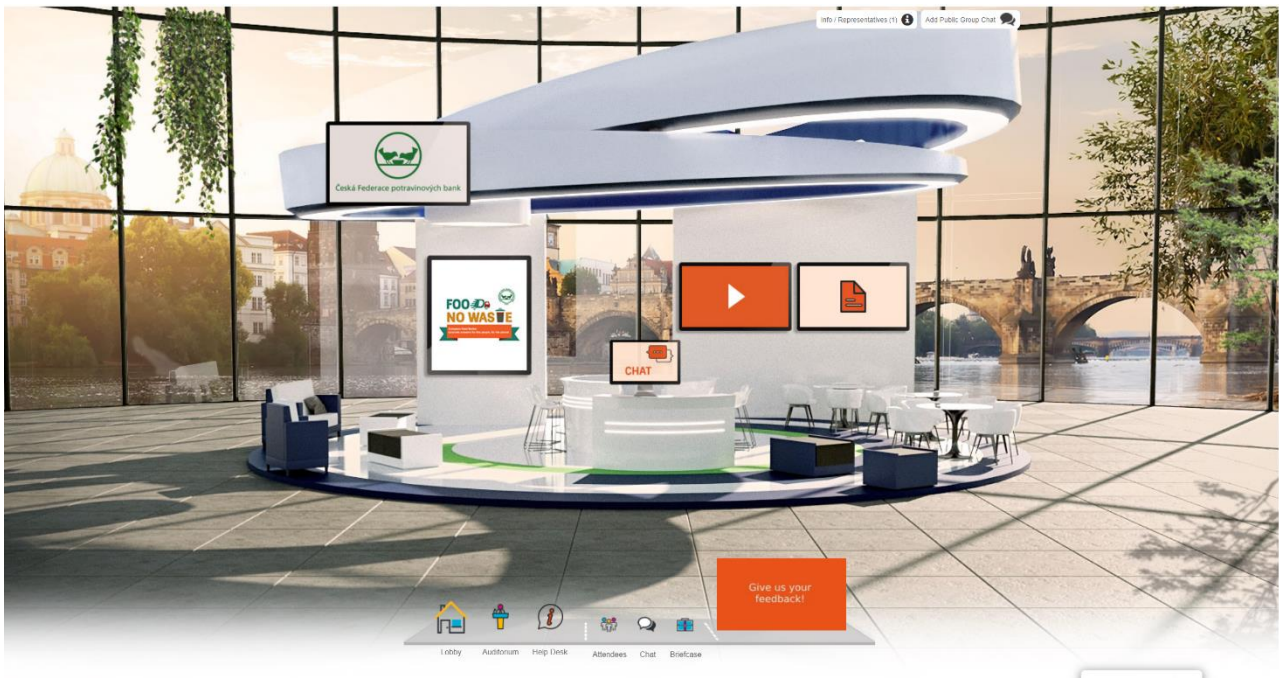 Info / Representatives (1)
Add Public Group Chat
Česká Federace potravinových bank
FOO
NO WASTE
CHAT
Give us your
feedback!
Lobby
Auditorium
Help Desk
Attendees
Chat
Briefcase